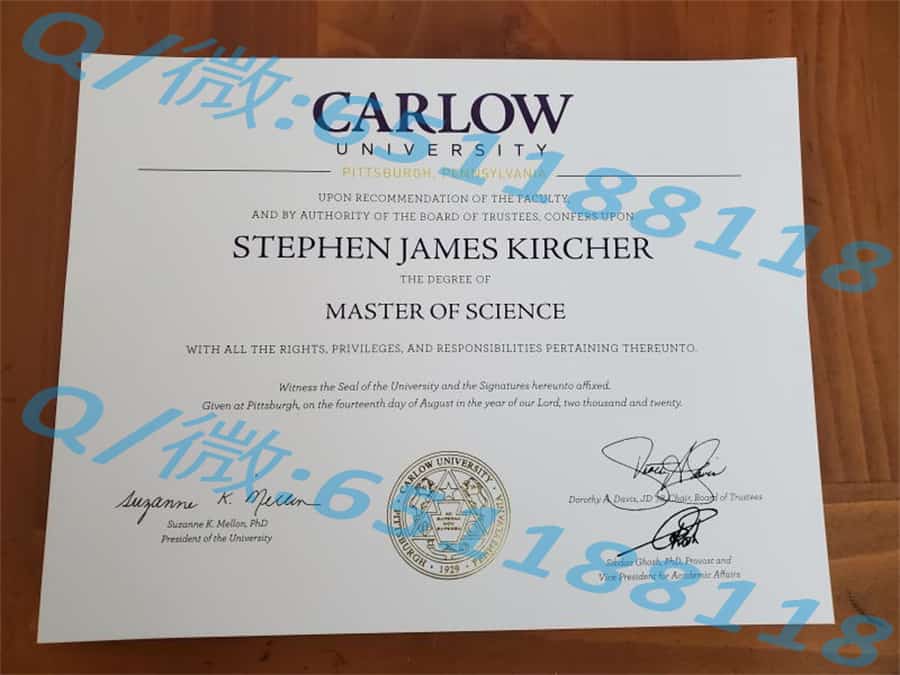 Q/微:655188118
CARLOW
UNIVERSITY
PITTSBURGH, PENNSYLVANIA
UPON RECOMMENDATION OF THE FACULTY,
AND BY AUTHORITY OF THE BOARD OF TRUSTEES, CONFERS UPON
STEPHEN JAMES KIRCHER
THE DEGREE OF
MASTER OF SCIENCE
WITH ALL THE RIGHTS, PRIVILEGES, AND RESPONSIBILITIES PERTAINING THEREUNTO.
Witness the Seal of the University and the Signatures hereunto affixed.
Given at Pittsburgh, on the fourteenth day of August in the year of our Lord, two thousand and twenty.
Q/微:655188118
Suzanne K. Mellon
Suzanne K. Mellon, PhD
President of the University
CARLOW UNIVERSITY · PITTSBURGH · 1929 · PENNSYLVANIA
Dorothy A. Davis, JD Chair, Board of Trustees
Ghosh, PhD, Provost and
Vice President for Academic Affairs